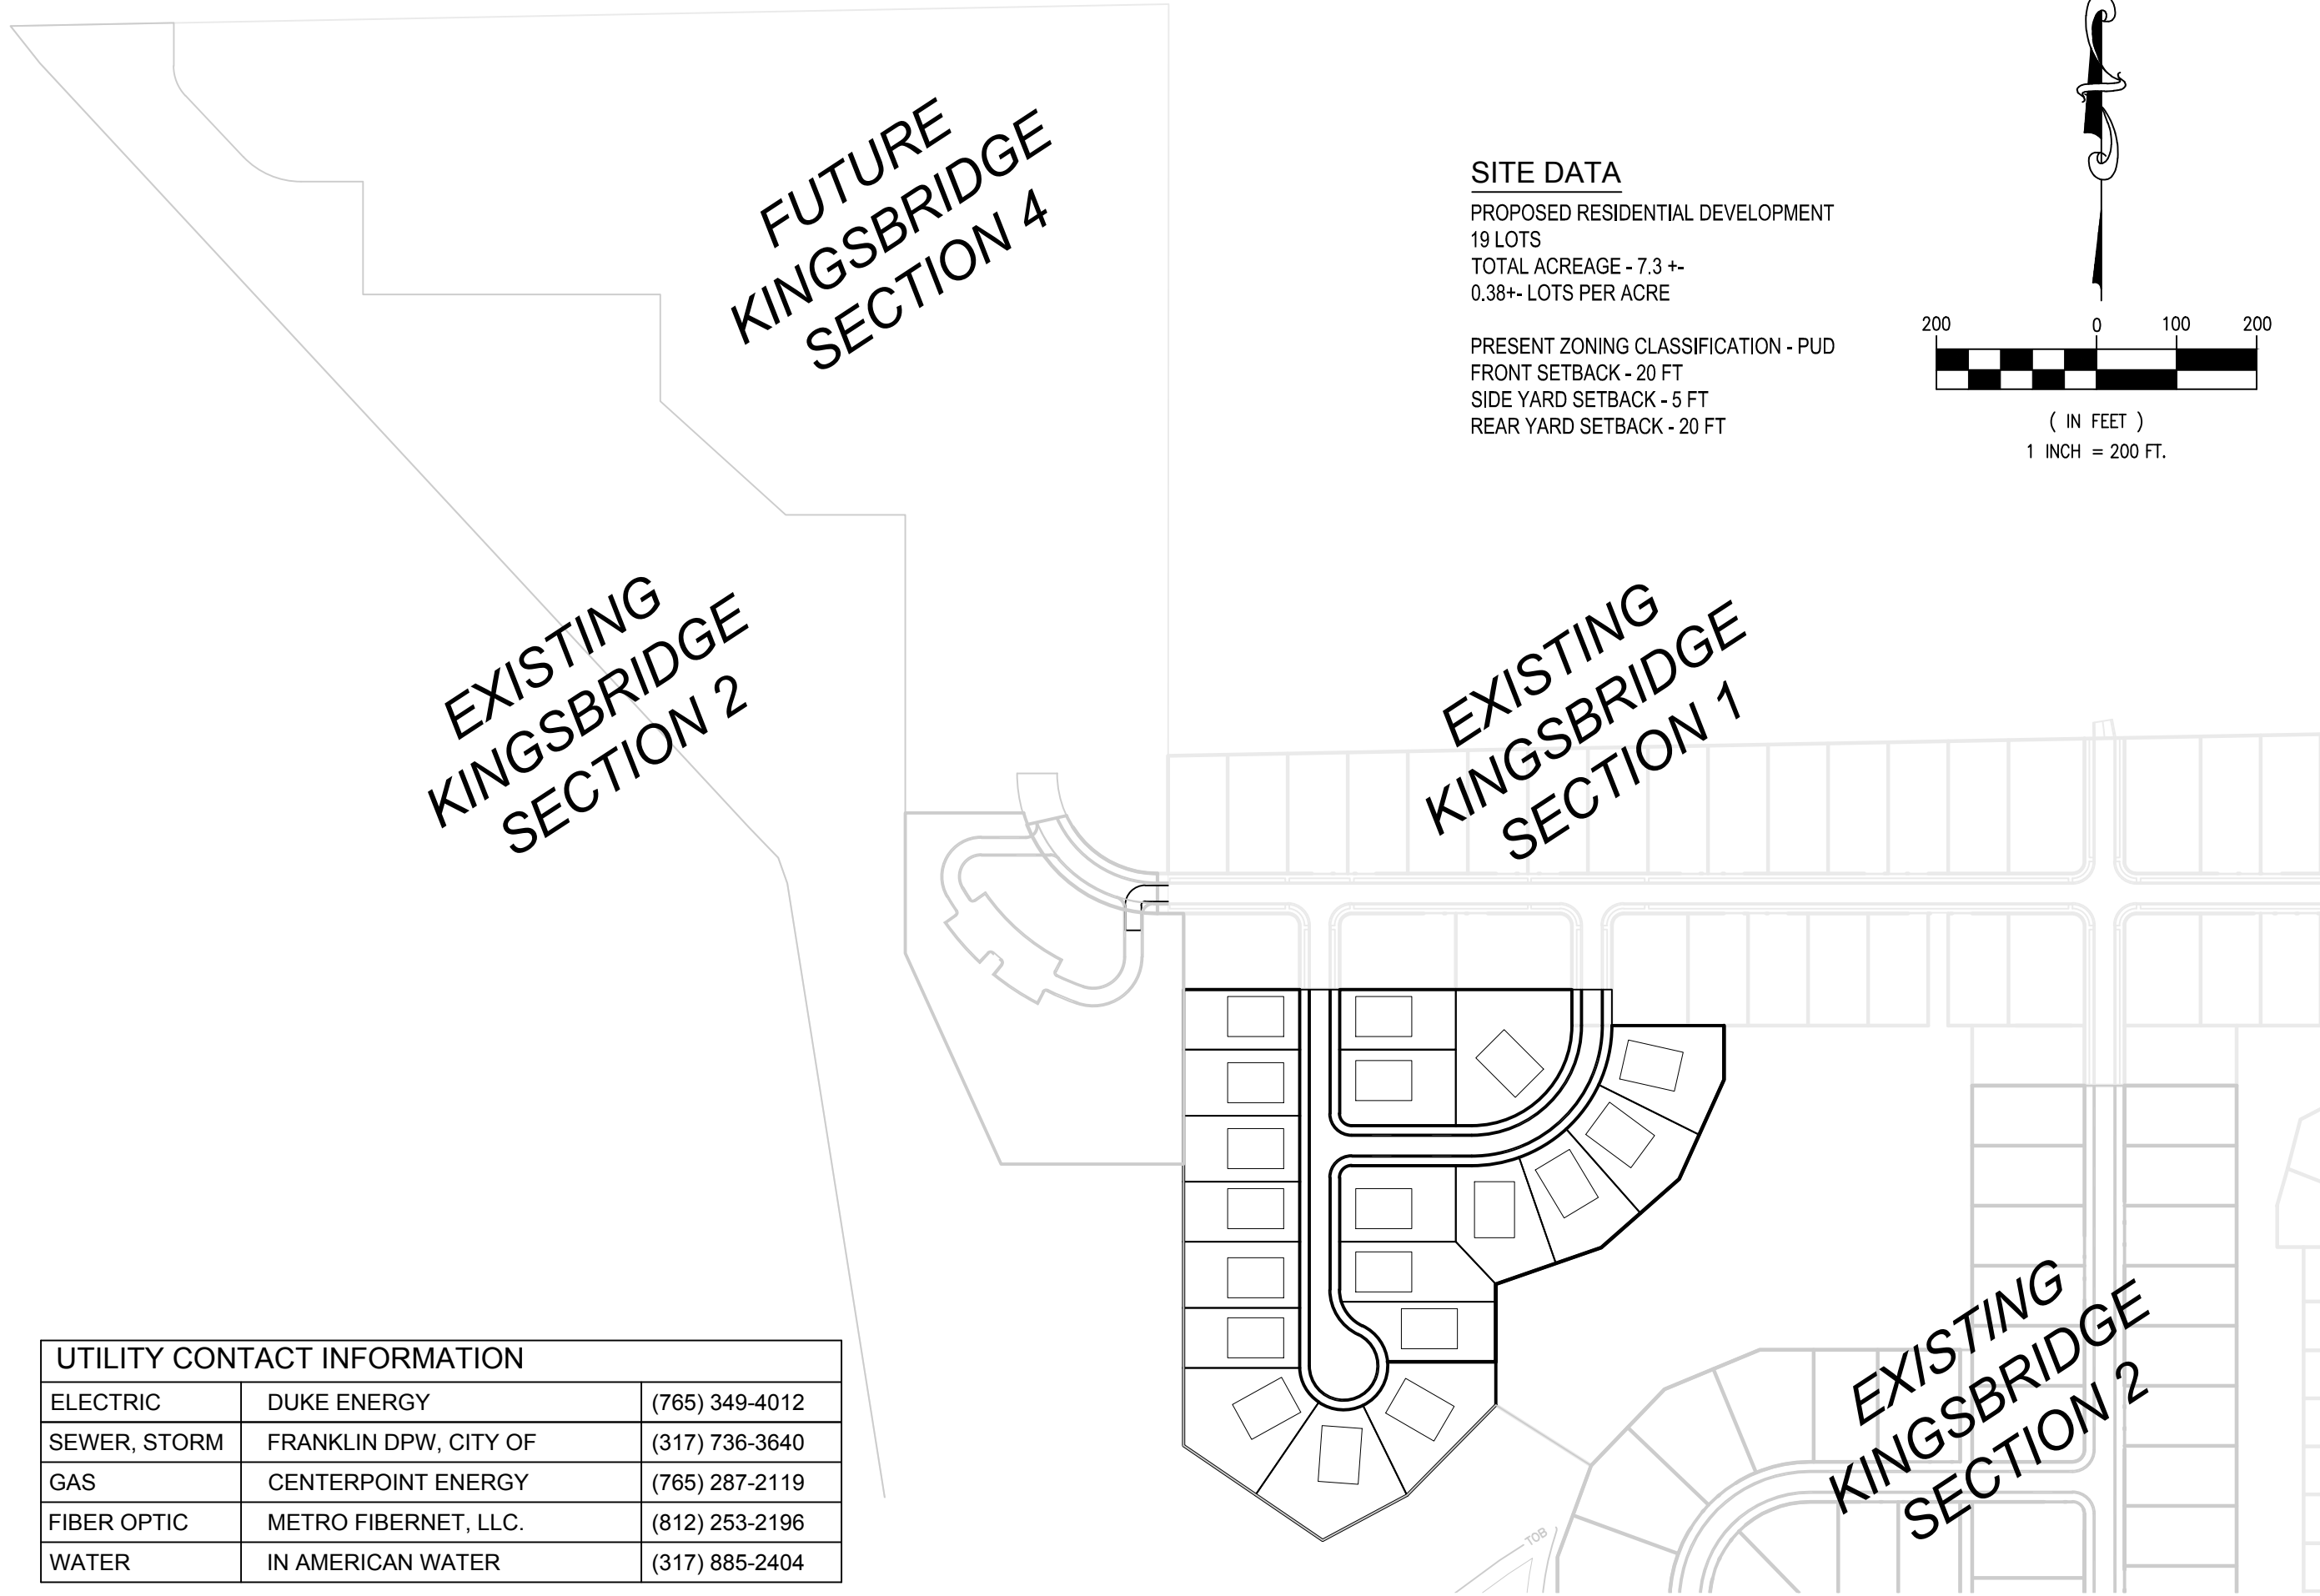 FUTURE
KINGSBRIDGE
SECTION 4
SITE DATA
PROPOSED RESIDENTIAL DEVELOPMENT
19 LOTS
TOTAL ACREAGE - 7.3 +-
0.38+- LOTS PER ACRE
PRESENT ZONING CLASSIFICATION - PUD
FRONT SETBACK - 20 FT
SIDE YARD SETBACK - 5 FT
REAR YARD SETBACK - 20 FT
200 0 100 200
( IN FEET )
1 INCH = 200 FT.
EXISTING
KINGSBRIDGE
SECTION 2
EXISTING
KINGSBRIDGE
SECTION 1
EXISTING
KINGSBRIDGE
SECTION 2
TOB
UTILITY CONTACT INFORMATION
ELECTRIC DUKE ENERGY (765) 349-4012
SEWER, STORM FRANKLIN DPW, CITY OF (317) 736-3640
GAS CENTERPOINT ENERGY (765) 287-2119
FIBER OPTIC METRO FIBERNET, LLC. (812) 253-2196
WATER IN AMERICAN WATER (317) 885-2404